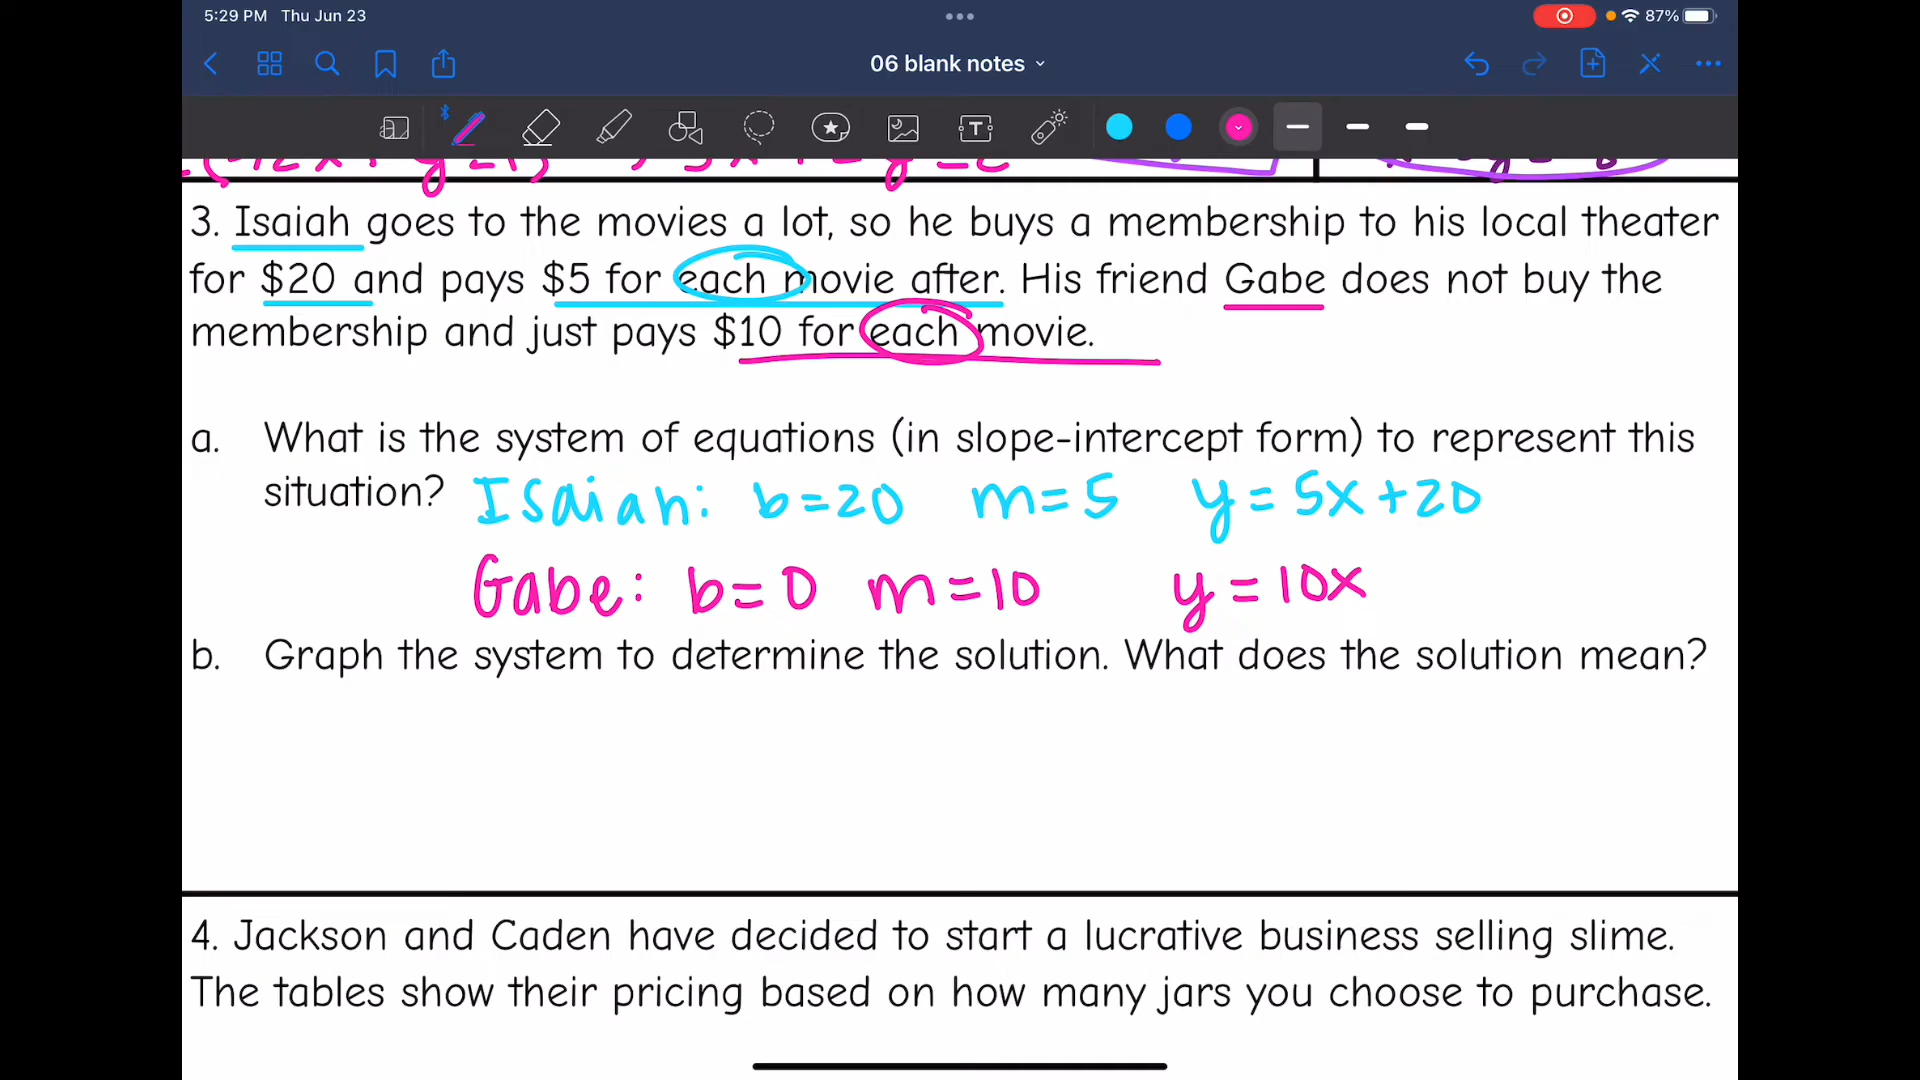 5:29 PM Thu Jun 23
87%
06 blank notes
3. Isaiah goes to the movies a lot, so he buys a membership to his local theater
for $20 and pays $5 for each movie after. His friend Gabe does not buy the
membership and just pays $10 for each movie.
a. What is the system of equations (in slope-intercept form) to represent this
situation? Isaiah: b=20 m=5 y=5x+20
Gabe: b=0 m=10 y=10x
b. Graph the system to determine the solution. What does the solution mean?
4. Jackson and Caden have decided to start a lucrative business selling slime.
The tables show their pricing based on how many jars you choose to purchase.